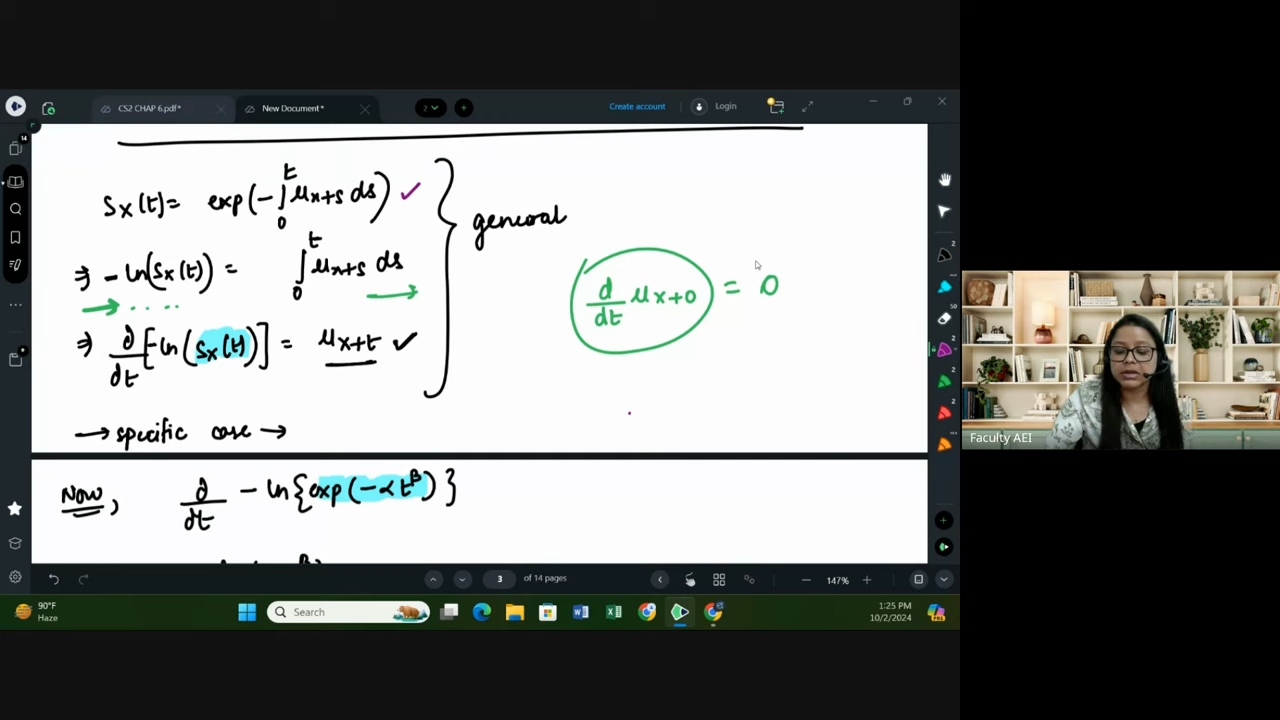 CS2 CHAP 6.pdf*
New Document*
2
Create account
Login
14
Sx(t) = exp(-∫₀ᵗ μx+s ds) ✓
general
⇒ -ln(Sx(t)) = ∫₀ᵗ μx+s ds
d/dt μx+0 = 0
⇒ d/dt [-ln(Sx(t))] = μx+t ✓
→ specific case →
Now, d/dt - ln{exp(-αt^β)}
Faculty AEI
3 of 14 pages
147%
90°F
Haze
Search
1:25 PM
10/2/2024